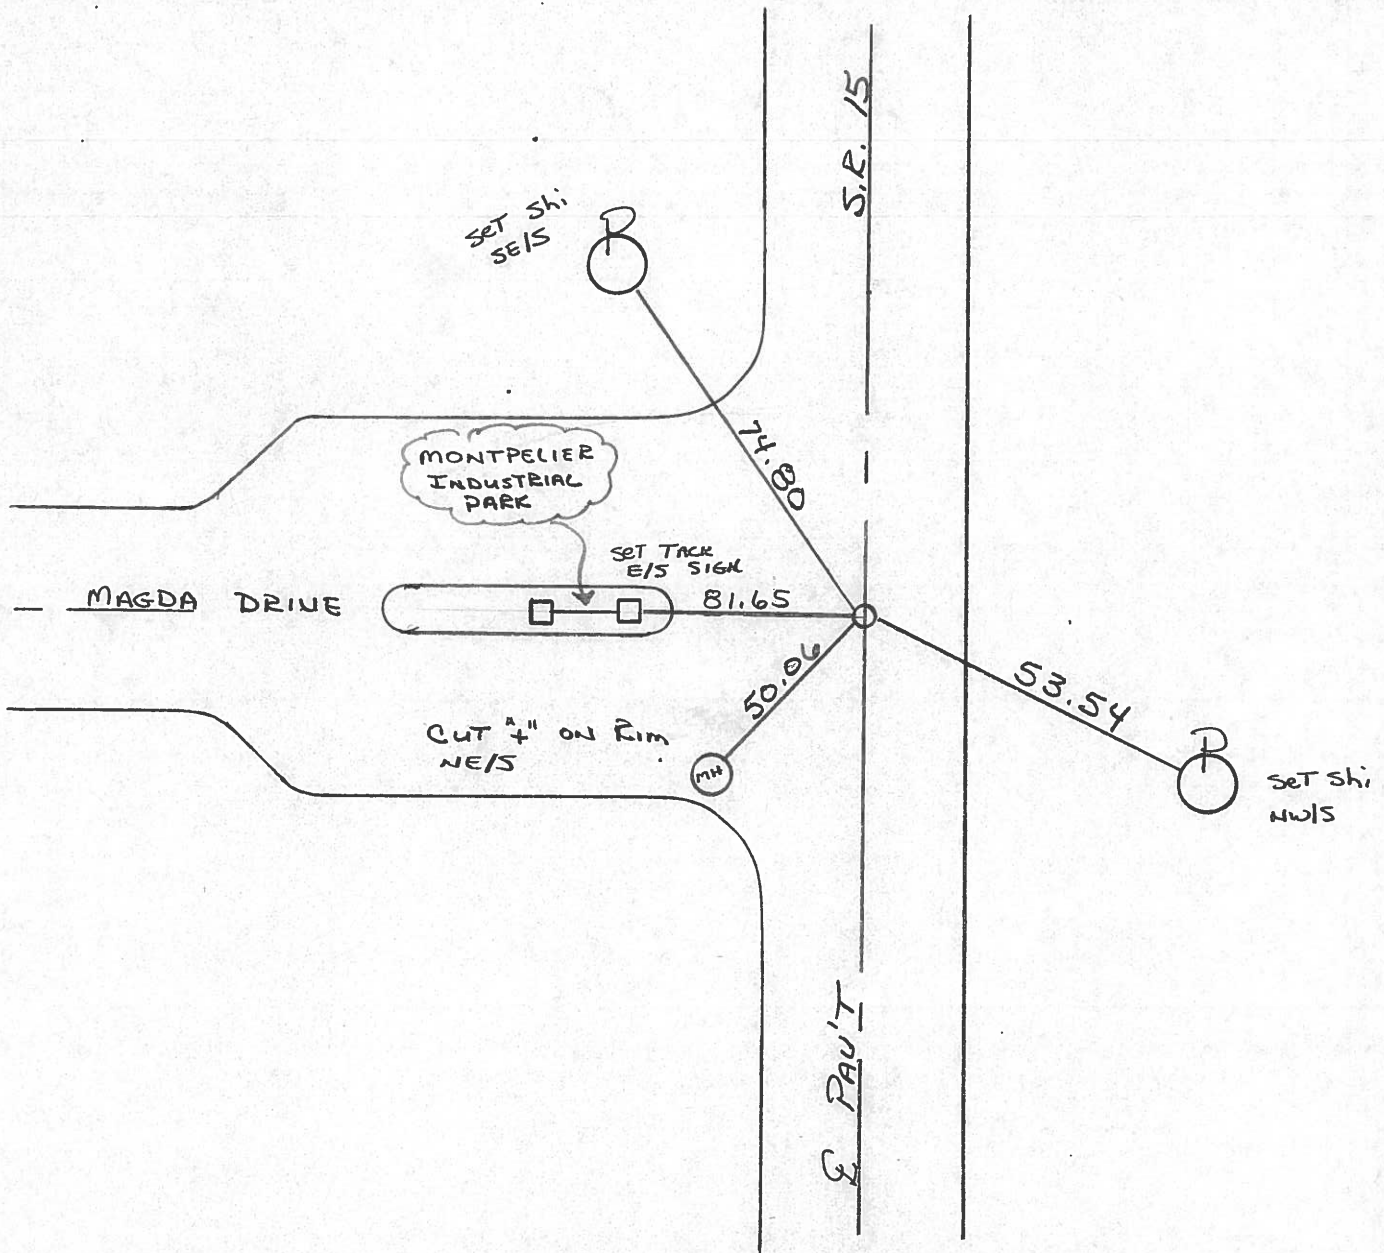 S.R. 15
SET Shi
SE/S
P
74.80
MONTPELIER
INDUSTRIAL
PARK
SET TACK
E/S SIGN
MAGDA DRIVE
81.65
50.06
53.54
CUT "+" ON RIM
NE/S
MH
P
SET Shi
NW/S
℄ PAV'T